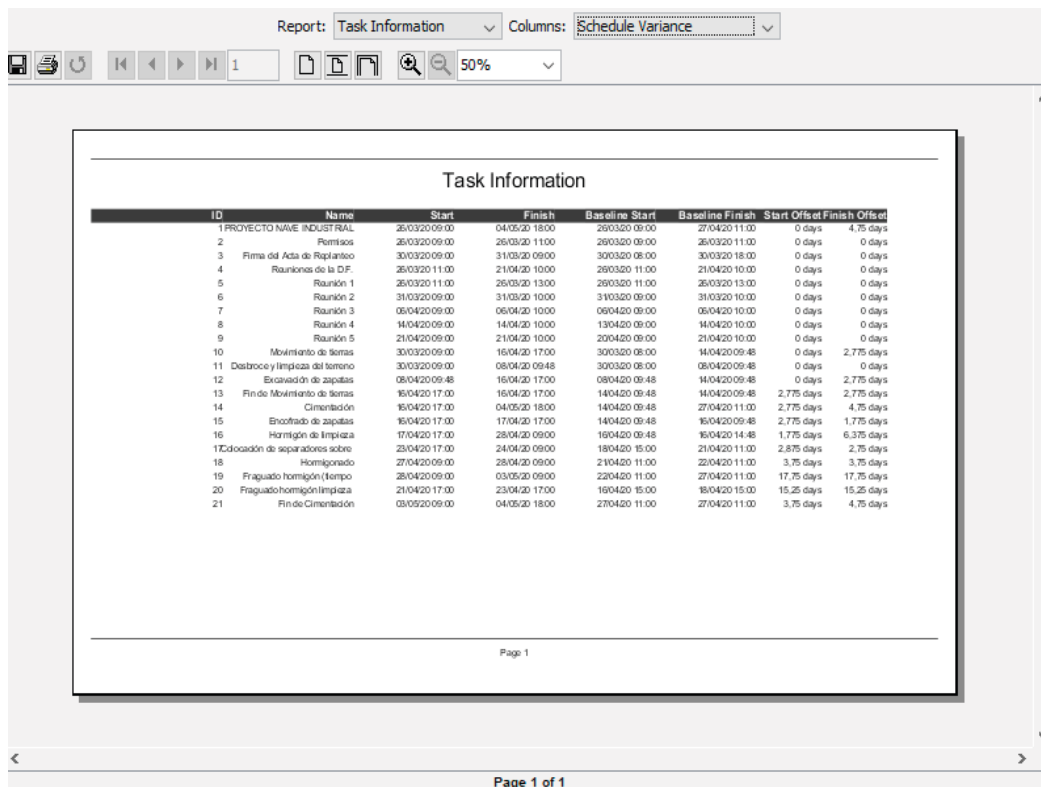 Report: Task Information Columns: Schedule Variance
1 50%
Task Information
ID Name Start Finish Baseline Start Baseline Finish Start Offset Finish Offset
1 PROYECTO NAVE INDUSTRIAL 26/03/20 09:00 04/05/20 18:00 26/03/20 09:00 27/04/20 11:00 0 days 4,75 days
2 Permisos 26/03/20 09:00 26/03/20 11:00 26/03/20 09:00 26/03/20 11:00 0 days 0 days
3 Firma del Acta de Replanteo 30/03/20 09:00 31/03/20 09:00 30/03/20 08:00 30/03/20 18:00 0 days 0 days
4 Reuniones de la D.F. 26/03/20 11:00 21/04/20 10:00 26/03/20 11:00 21/04/20 10:00 0 days 0 days
5 Reunión 1 26/03/20 11:00 26/03/20 13:00 26/03/20 11:00 26/03/20 13:00 0 days 0 days
6 Reunión 2 31/03/20 09:00 31/03/20 10:00 31/03/20 09:00 31/03/20 10:00 0 days 0 days
7 Reunión 3 06/04/20 09:00 06/04/20 10:00 06/04/20 09:00 06/04/20 10:00 0 days 0 days
8 Reunión 4 14/04/20 09:00 14/04/20 10:00 13/04/20 09:00 14/04/20 10:00 0 days 0 days
9 Reunión 5 21/04/20 09:00 21/04/20 10:00 20/04/20 09:00 21/04/20 10:00 0 days 0 days
10 Movimiento de tierras 30/03/20 09:00 16/04/20 17:00 30/03/20 08:00 14/04/20 09:48 0 days 2,775 days
11 Desbroce y limpieza del terreno 30/03/20 09:00 08/04/20 09:48 30/03/20 08:00 08/04/20 09:48 0 days 0 days
12 Excavación de zapatas 08/04/20 09:48 16/04/20 17:00 08/04/20 09:48 14/04/20 09:48 0 days 2,775 days
13 Fin de Movimiento de tierras 16/04/20 17:00 16/04/20 17:00 14/04/20 09:48 14/04/20 09:48 2,775 days 2,775 days
14 Cimentación 16/04/20 17:00 04/05/20 18:00 14/04/20 09:48 27/04/20 11:00 2,775 days 4,75 days
15 Encofrado de zapatas 16/04/20 17:00 17/04/20 17:00 14/04/20 09:48 16/04/20 09:48 2,775 days 1,775 days
16 Hormigón de limpieza 17/04/20 17:00 28/04/20 09:00 16/04/20 09:48 16/04/20 14:48 1,775 days 6,375 days
17 Colocación de separadores sobre 23/04/20 17:00 24/04/20 09:00 18/04/20 15:00 21/04/20 11:00 2,875 days 2,75 days
18 Hormigonado 27/04/20 09:00 28/04/20 09:00 21/04/20 11:00 22/04/20 11:00 3,75 days 3,75 days
19 Fraguado hormigón (tiempo 28/04/20 09:00 03/05/20 09:00 22/04/20 11:00 27/04/20 11:00 17,75 days 17,75 days
20 Fraguado hormigón limpieza 21/04/20 17:00 23/04/20 17:00 16/04/20 15:00 18/04/20 15:00 15,25 days 15,25 days
21 Fin de Cimentación 03/05/20 09:00 04/05/20 18:00 27/04/20 11:00 27/04/20 11:00 3,75 days 4,75 days
Page 1
Page 1 of 1